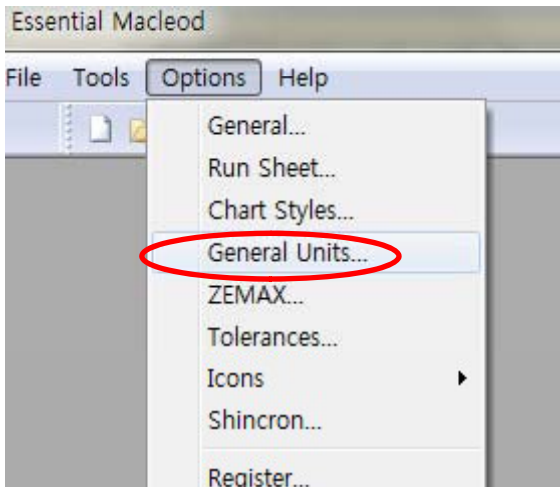 Essential Macleod
File Tools Options Help
General...
Run Sheet...
Chart Styles...
General Units...
ZEMAX...
Tolerances...
Icons
Shincron...
Register...